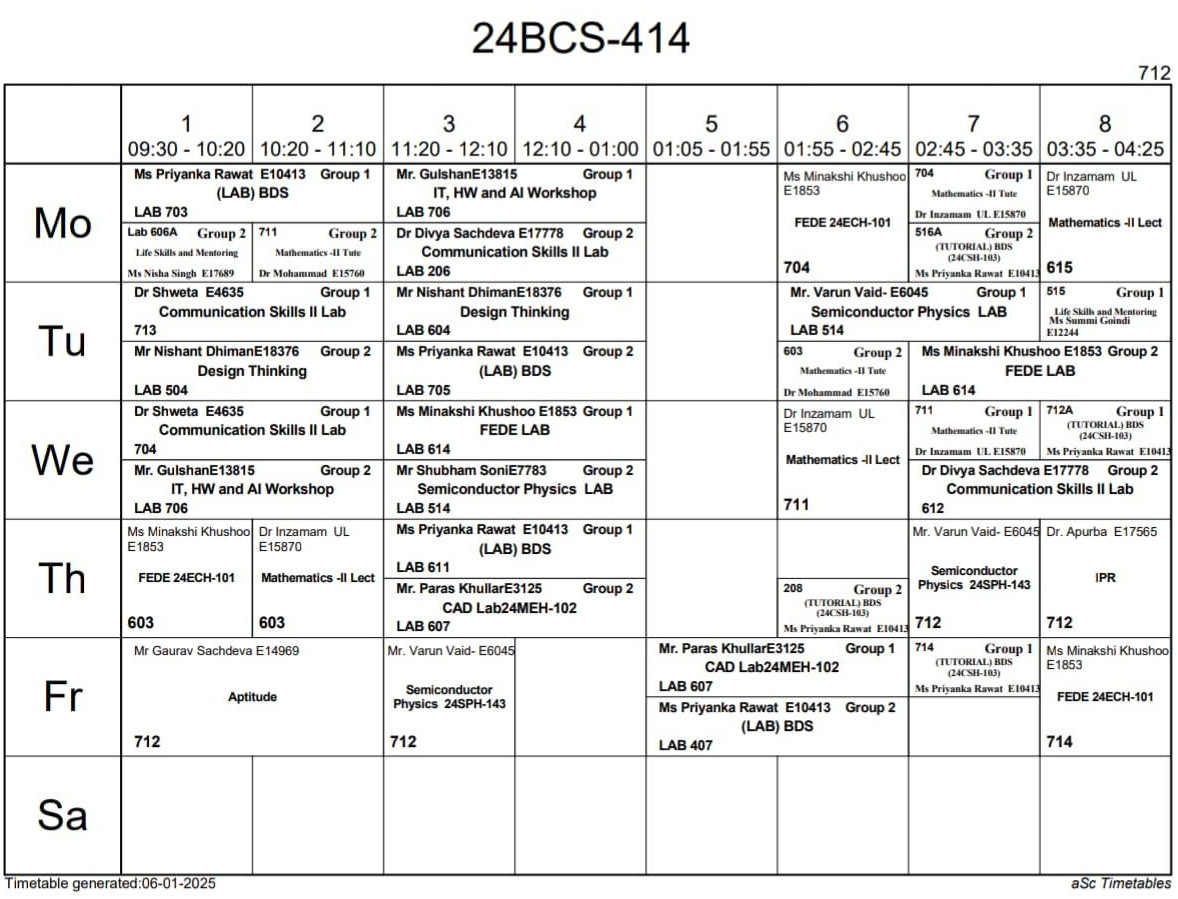 24BCS-414
712
1 2 3 4 5 6 7 8
09:30 - 10:20 10:20 - 11:10 11:20 - 12:10 12:10 - 01:00 01:05 - 01:55 01:55 - 02:45 02:45 - 03:35 03:35 - 04:25
Mo
Ms Priyanka Rawat E10413 Group 1
(LAB) BDS
LAB 703
Lab 606A Group 2
Life Skills and Mentoring
Ms Nisha Singh E17689
711 Group 2
Mathematics -II Tute
Dr Mohammad E15760
Mr. GulshanE13815 Group 1
IT, HW and AI Workshop
LAB 706
Dr Divya Sachdeva E17778 Group 2
Communication Skills II Lab
LAB 206
Ms Minakshi Khushoo
E1853
FEDE 24ECH-101
704
704 Group 1
Mathematics -II Tute
Dr Inzamam UL E15870
516A Group 2
(TUTORIAL) BDS
(24CSH-103)
Ms Priyanka Rawat E10413
Dr Inzamam UL
E15870
Mathematics -II Lect
615
Tu
Dr Shweta E4635 Group 1
Communication Skills II Lab
713
Mr Nishant DhimanE18376 Group 2
Design Thinking
LAB 504
Mr Nishant DhimanE18376 Group 1
Design Thinking
LAB 604
Ms Priyanka Rawat E10413 Group 2
(LAB) BDS
LAB 705
Mr. Varun Vaid- E6045 Group 1
Semiconductor Physics LAB
LAB 514
603 Group 2
Mathematics -II Tute
Dr Mohammad E15760
515 Group 1
Life Skills and Mentoring
Ms Summi Goindi
E12244
Ms Minakshi Khushoo E1853 Group 2
FEDE LAB
LAB 614
We
Dr Shweta E4635 Group 1
Communication Skills II Lab
704
Mr. GulshanE13815 Group 2
IT, HW and AI Workshop
LAB 706
Ms Minakshi Khushoo E1853 Group 1
FEDE LAB
LAB 614
Mr Shubham SoniE7783 Group 2
Semiconductor Physics LAB
LAB 514
Dr Inzamam UL
E15870
Mathematics -II Lect
711
711 Group 1
Mathematics -II Tute
Dr Inzamam UL E15870
712A Group 1
(TUTORIAL) BDS
(24CSH-103)
Ms Priyanka Rawat E10413
Dr Divya Sachdeva E17778 Group 2
Communication Skills II Lab
612
Th
Ms Minakshi Khushoo
E1853
FEDE 24ECH-101
603
Dr Inzamam UL
E15870
Mathematics -II Lect
603
Ms Priyanka Rawat E10413 Group 1
(LAB) BDS
LAB 611
Mr. Paras KhullarE3125 Group 2
CAD Lab24MEH-102
LAB 607
208 Group 2
(TUTORIAL) BDS
(24CSH-103)
Ms Priyanka Rawat E10413
Mr. Varun Vaid- E6045
Semiconductor
Physics 24SPH-143
712
Dr. Apurba E17565
IPR
712
Fr
Mr Gaurav Sachdeva E14969
Aptitude
712
Mr. Varun Vaid- E6045
Semiconductor
Physics 24SPH-143
712
Mr. Paras KhullarE3125 Group 1
CAD Lab24MEH-102
LAB 607
Ms Priyanka Rawat E10413 Group 2
(LAB) BDS
LAB 407
714 Group 1
(TUTORIAL) BDS
(24CSH-103)
Ms Priyanka Rawat E10413
Ms Minakshi Khushoo
E1853
FEDE 24ECH-101
714
Sa
Timetable generated:06-01-2025
aSc Timetables